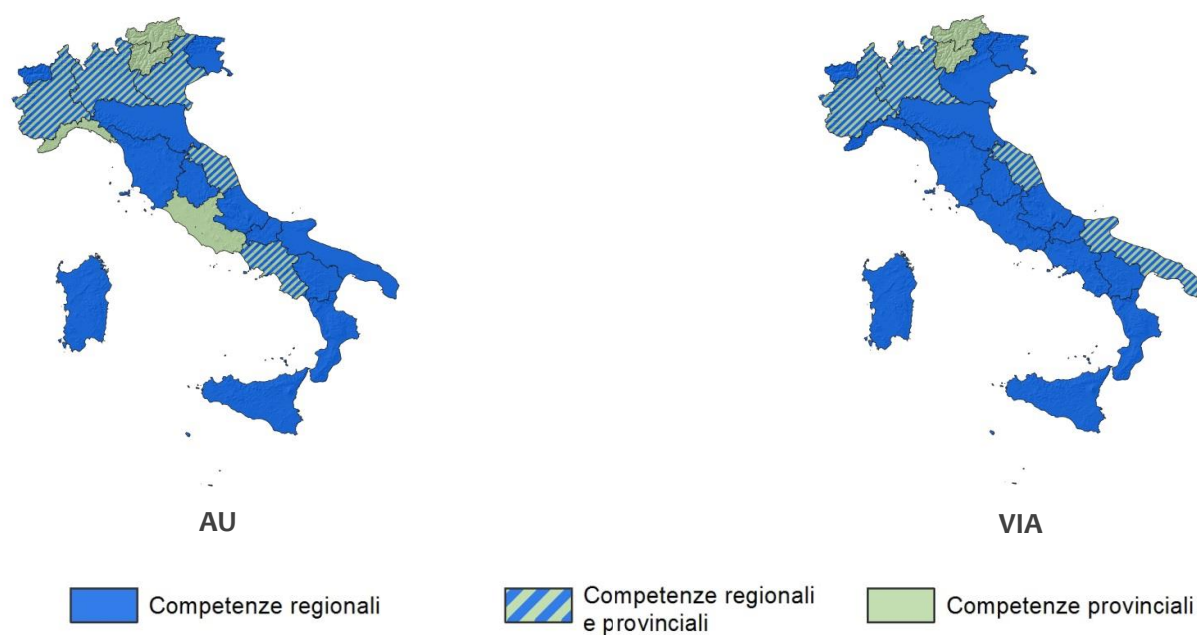 AU
VIA
Competenze regionali
Competenze regionali
e provinciali
Competenze provinciali